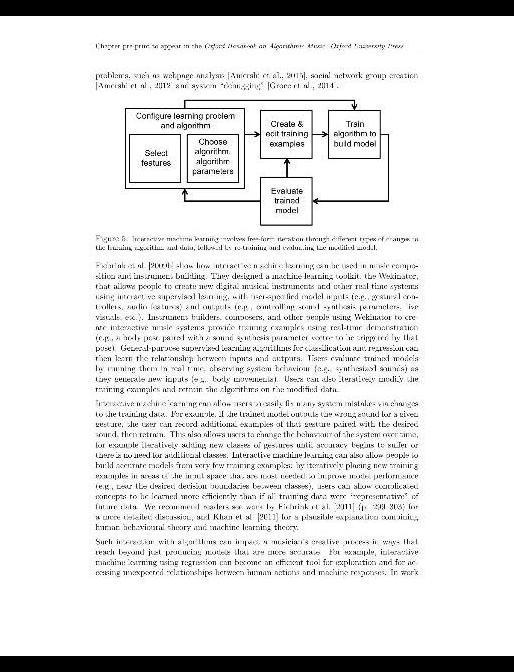 Chapter pre-print to appear in the Oxford Handbook on Algorithmic Music. Oxford University Press
problems, such as webpage analysis [Amershi et al., 2015], social network group creation
[Amershi et al., 2012] and system "debugging" [Groce et al., 2014].
Configure learning problem
and algorithm
Select
features
Choose
algorithm,
algorithm
parameters
Create &
edit training
examples
Train
algorithm to
build model
Evaluate
trained
model
Figure 5: Interactive machine learning involves free-form iteration through different types of changes to
the learning algorithm and data, followed by re-training and evaluating the modified model.
Fiebrink et al. [2009b] show how interactive machine learning can be used in music compo-
sition and instrument building. They designed a machine learning toolkit, the Wekinator,
that allows people to create new digital musical instruments and other real-time systems
using interactive supervised learning, with user-specified model inputs (e.g., gestural con-
trollers, audio features) and outputs (e.g., controlling sound synthesis parameters, live
visuals, etc.). Instrument builders, composers, and other people using Wekinator to cre-
ate interactive music systems provide training examples using real-time demonstration
(e.g., a body pose paired with a sound synthesis parameter vector to be triggered by that
pose). General-purpose supervised learning algorithms for classification and regression can
then learn the relationship between inputs and outputs. Users evaluate trained models
by running them in real-time, observing system behaviour (e.g., synthesized sounds) as
they generate new inputs (e.g., body movements). Users can also iteratively modify the
training examples and retrain the algorithms on the modified data.
Interactive machine learning can allow users to easily fix many system mistakes via changes
to the training data. For example, if the trained model outputs the wrong sound for a given
gesture, the user can record additional examples of that gesture paired with the desired
sound, then retrain. This also allows users to change the behaviour of the system over time,
for example iteratively adding new classes of gestures until accuracy begins to suffer or
there is no need for additional classes. Interactive machine learning can also allow people to
build accurate models from very few training examples: by iteratively placing new training
examples in areas of the input space that are most needed to improve model performance
(e.g., near the desired decision boundaries between classes), users can allow complicated
concepts to be learned more efficiently than if all training data were "representative" of
future data. We recommend readers see work by Fiebrink et al. [2011] (p. 299–303) for
a more detailed discussion, and Khan et al. [2011] for a plausible explanation combining
human behavioural theory and machine learning theory.
Such interaction with algorithms can impact a musician's creative process in ways that
reach beyond just producing models that are more accurate. For example, interactive
machine learning using regression can become an efficient tool for exploration and for ac-
cessing unexpected relationships between human actions and machine responses. In work